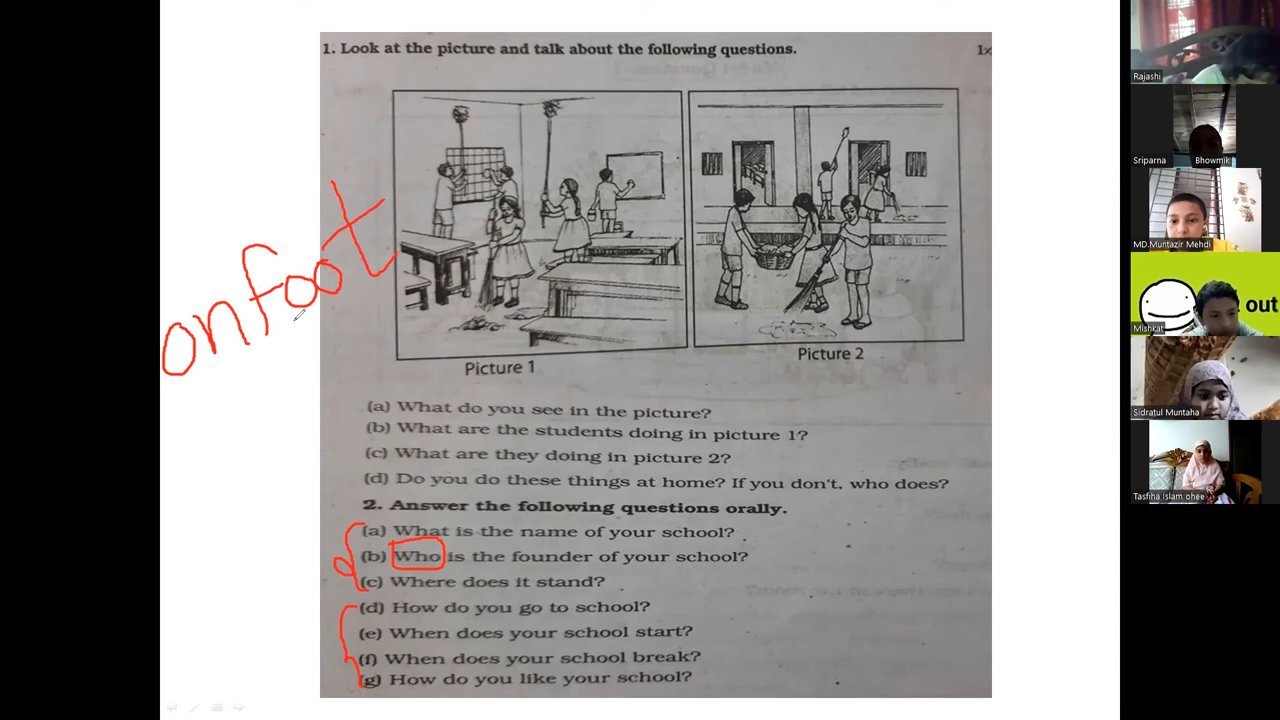 1. Look at the picture and talk about the following questions.
1×
onfoot
Picture 1
Picture 2
(a) What do you see in the picture?
(b) What are the students doing in picture 1?
(c) What are they doing in picture 2?
(d) Do you do these things at home? If you don't, who does?
2. Answer the following questions orally.
(a) What is the name of your school?
(b) Who is the founder of your school?
(c) Where does it stand?
(d) How do you go to school?
(e) When does your school start?
(f) When does your school break?
(g) How do you like your school?
Rajashi
Sriparna Bhowmik
MD.Muntazir Mehdi
out
Mishkat
Sidratul Muntaha
Tasfiha Islam ohee